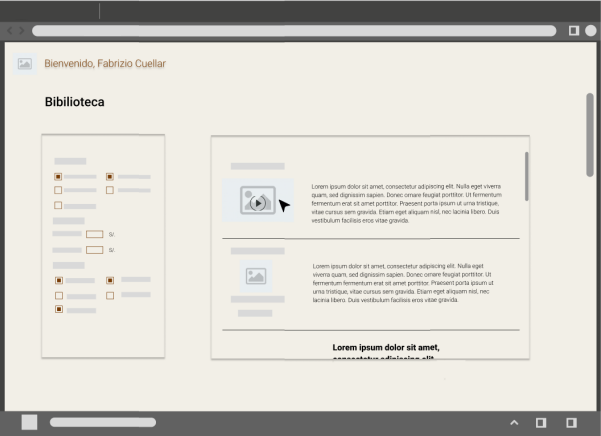 Bienvenido, Fabrizio Cuellar
Bibilioteca
S/.
S/.
Lorem ipsum dolor sit amet, consectetur adipiscing elit. Nulla eget viverra
quam, sed dignissim sapien. Donec ornare feugiat porttitor. Ut fermentum
fermentum erat sit amet porttitor. Praesent porta ipsum ut urna tristique,
vitae cursus sem gravida. Etiam eget aliquam nisl, nec lacinia libero. Duis
vestibulum facilisis eros vitae gravida.
Lorem ipsum dolor sit amet, consectetur adipiscing elit. Nulla eget
viverra quam, sed dignissim sapien. Donec ornare feugiat porttitor. Ut
fermentum fermentum erat sit amet porttitor. Praesent porta ipsum ut
urna tristique, vitae cursus sem gravida. Etiam eget aliquam nisl, nec
lacinia libero. Duis vestibulum facilisis eros vitae gravida.
Lorem ipsum dolor sit amet,
consectetur adipiscing elit